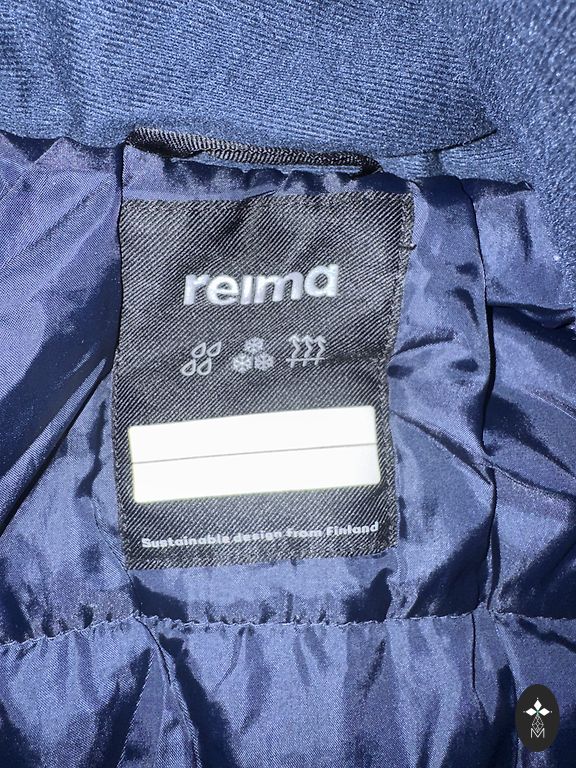 reima
Sustainable design from Finland
M